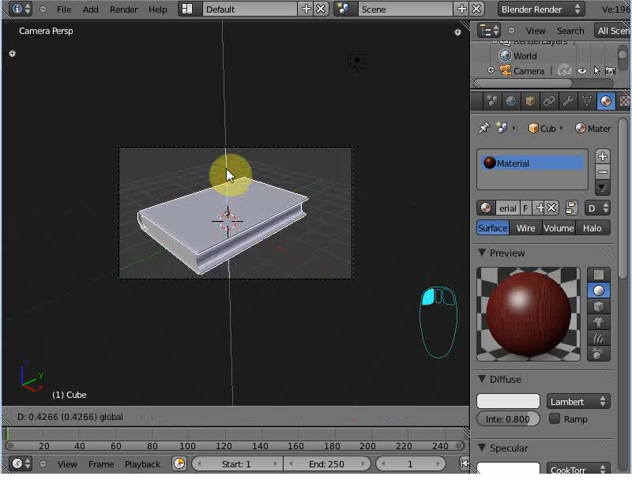 File Add Render Help Default Scene Blender Render Ve:196
Camera Persp
View Search All Scen
RenderLayers
World
Camera
Cub Mater
Material
erial F D
Surface Wire Volume Halo
Preview
Diffuse
Lambert
Inte: 0.800 Ramp
Specular
CookTorr
z y x
(1) Cube
D: 0.4266 (0.4266) global
20 40 60 80 100 120 140 160 180 200 220 240
View Frame Playback Start: 1 End: 250 1